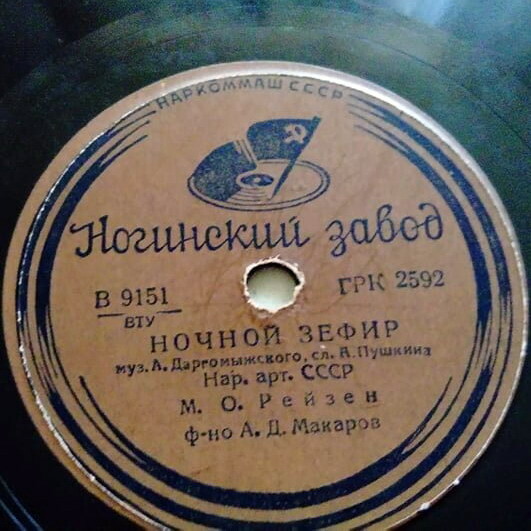 НАРКОММАШ СССР
Ногинский завод
В 9151 ГРК 2592
ВТУ
НОЧНОЙ ЗЕФИР
муз. А. Даргомыжского, сл. А. Пушкина
Нар. арт. СССР
М. О. Рейзен
ф-но А. Д. Макаров